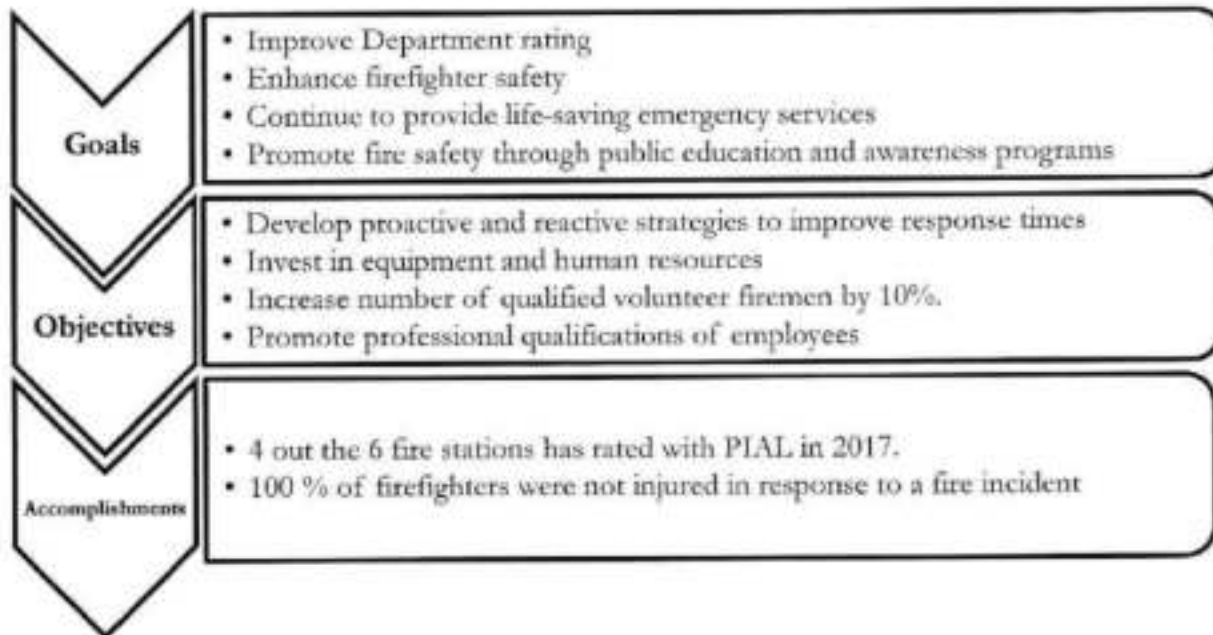 Goals
• Improve Department rating
• Enhance firefighter safety
• Continue to provide life-saving emergency services
• Promote fire safety through public education and awareness programs
Objectives
• Develop proactive and reactive strategies to improve response times
• Invest in equipment and human resources
• Increase number of qualified volunteer firemen by 10%.
• Promote professional qualifications of employees
Accomplishments
• 4 out the 6 fire stations has rated with PIAL in 2017.
• 100 % of firefighters were not injured in response to a fire incident